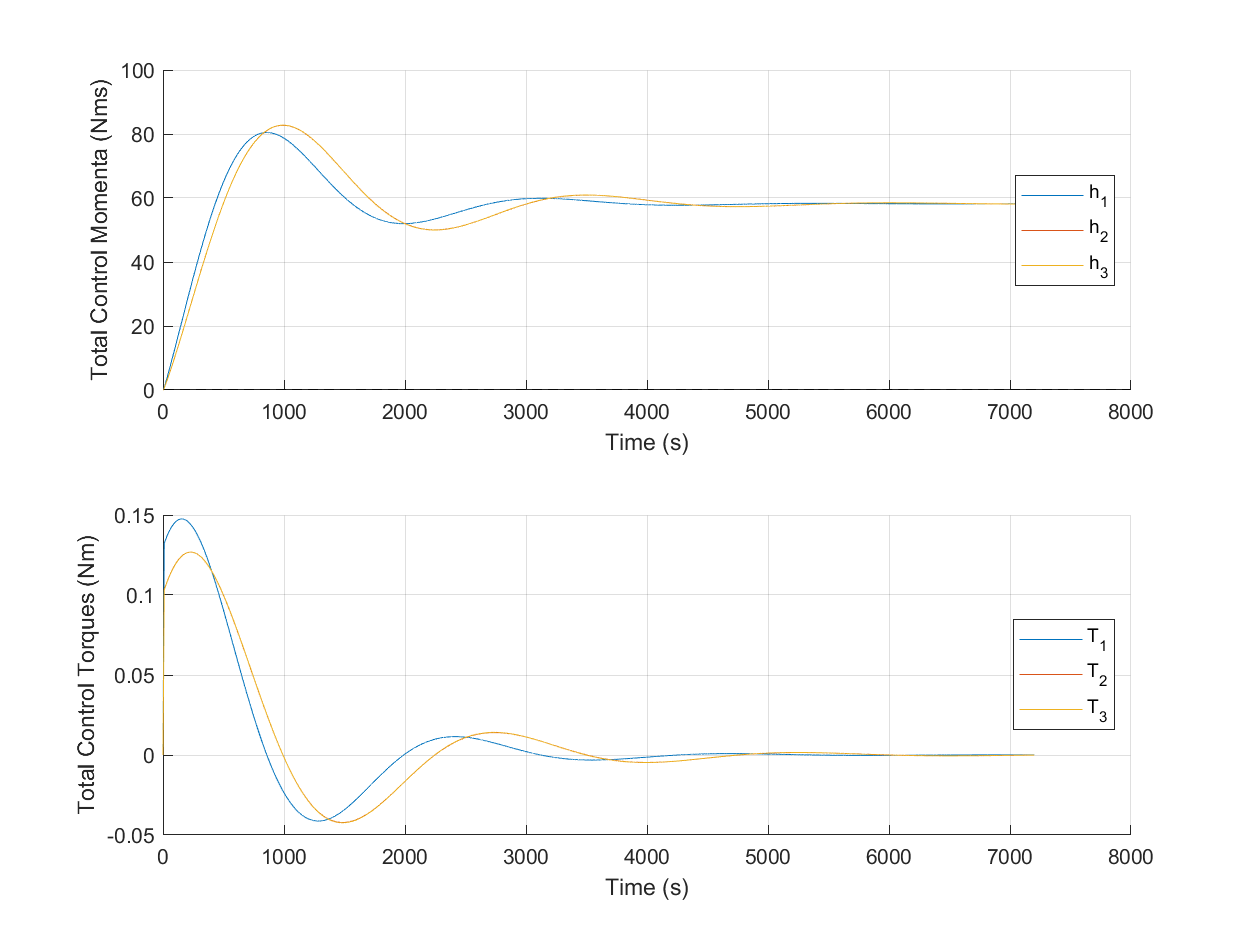 Total Control Momenta (Nms)
100
80
60
40
20
0
0 1000 2000 3000 4000 5000 6000 7000 8000
Time (s)
h1
h2
h3
Total Control Torques (Nm)
0.15
0.1
0.05
0
-0.05
0 1000 2000 3000 4000 5000 6000 7000 8000
Time (s)
T1
T2
T3